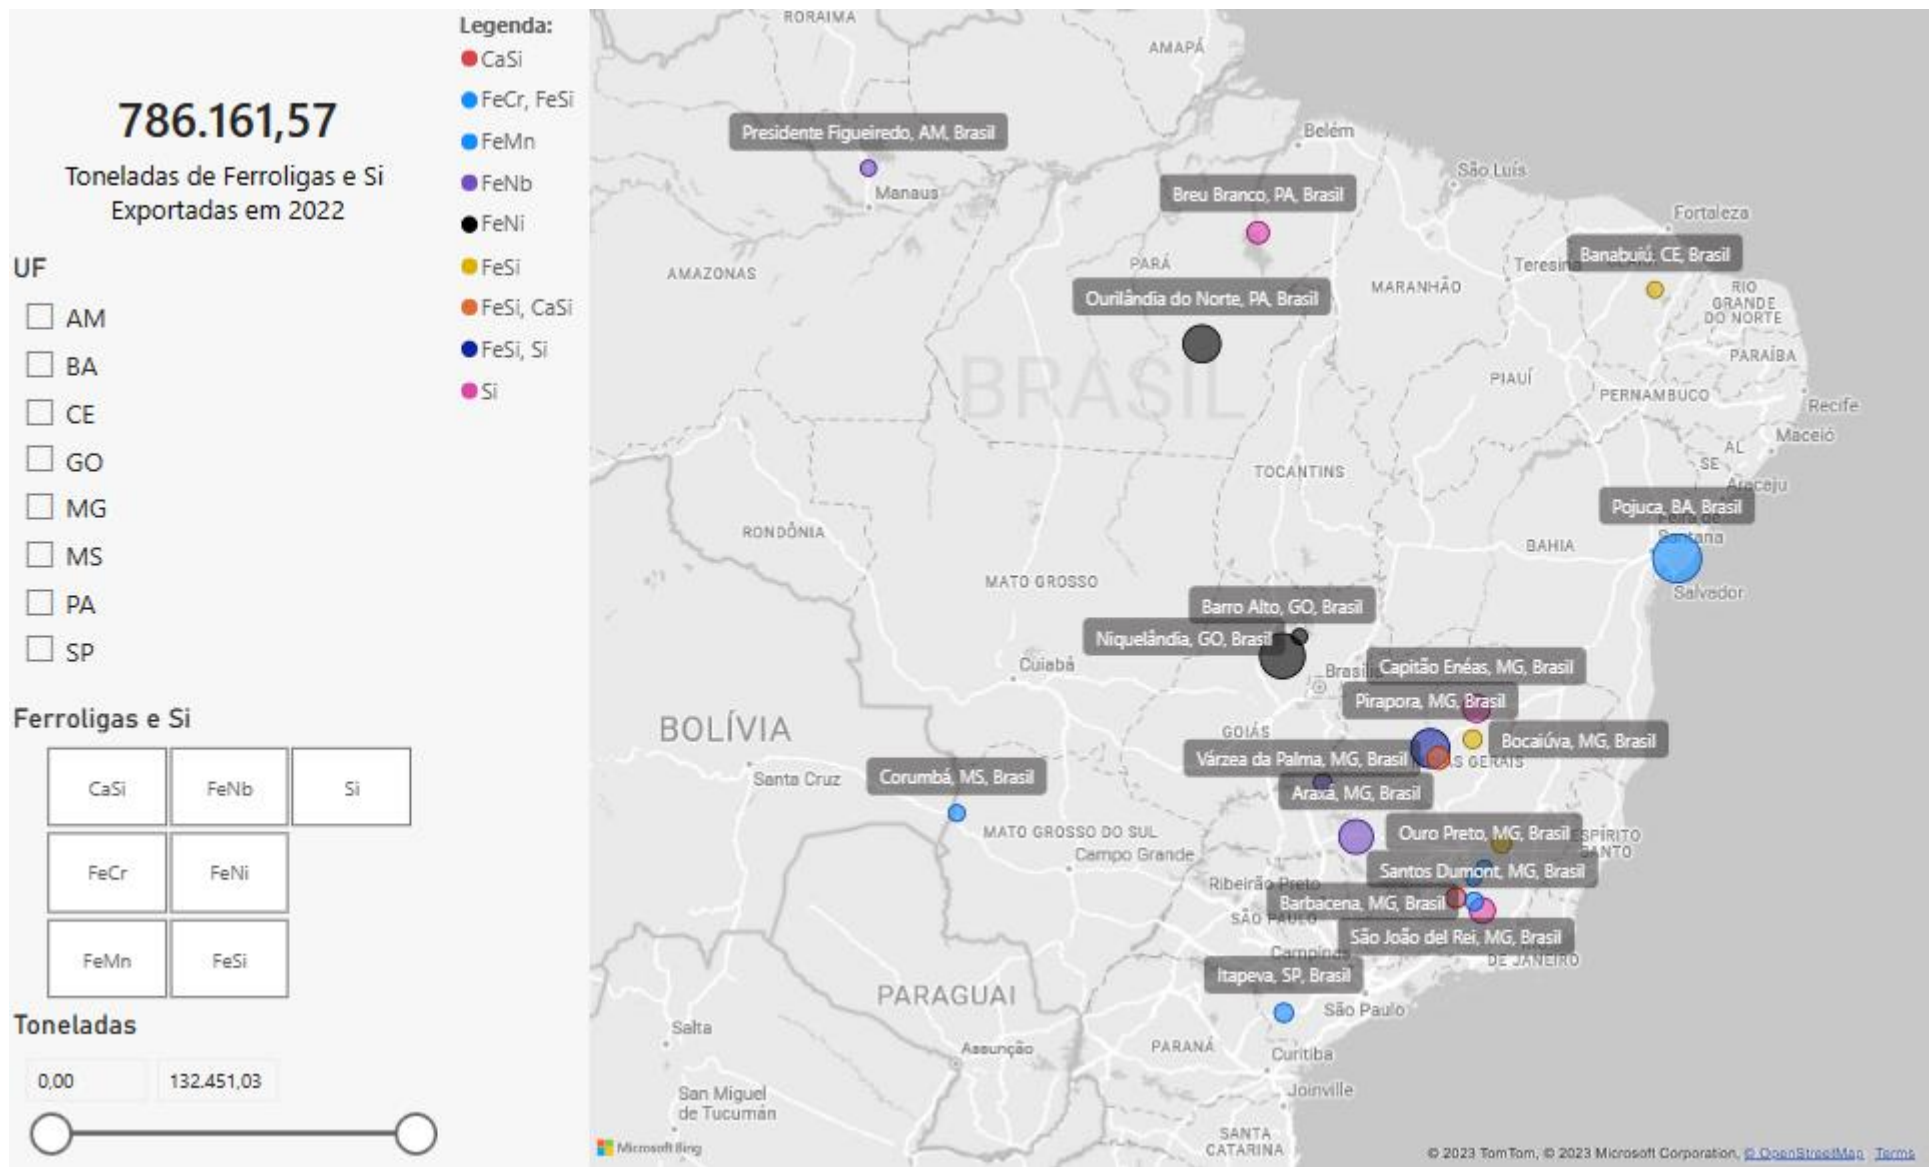 786.161,57
Toneladas de Ferroligas e Si
Exportadas em 2022
UF
AM
BA
CE
GO
MG
MS
PA
SP
Ferroligas e Si
CaSi
FeNb
Si
FeCr
FeNi
FeMn
FeSi
Toneladas
0,00
132.451,03
Legenda:
CaSi
FeCr, FeSi
FeMn
FeNb
FeNi
FeSi
FeSi, CaSi
FeSi, Si
Si
RORAIMA
AMAPÁ
Presidente Figueiredo, AM, Brasil
Manaus
Belém
Breu Branco, PA, Brasil
São Luís
Fortaleza
Banabuiú, CE, Brasil
Teresina
AMAZONAS
PARÁ
Ourilândia do Norte, PA, Brasil
MARANHÃO
RIO
GRANDE
DO NORTE
PARAÍBA
BRASIL
PIAUÍ
PERNAMBUCO
Recife
Maceió
AL
SE
Aracaju
TOCANTINS
Pojuca, BA, Brasil
Santana
RONDÔNIA
BAHIA
MATO GROSSO
Salvador
Barro Alto, GO, Brasil
Niquelândia, GO, Brasil
Cuiabá
Brasília
Capitão Enéas, MG, Brasil
Pirapora, MG, Brasil
BOLÍVIA
GOIÁS
Bocaiúva, MG, Brasil
Várzea da Palma, MG, Brasil
AS GERAIS
Santa Cruz
Corumbá, MS, Brasil
Araxá, MG, Brasil
MATO GROSSO DO SUL
Ouro Preto, MG, Brasil
ESPÍRITO
SANTO
Campo Grande
Santos Dumont, MG, Brasil
Ribeirão Preto
Barbacena, MG, Brasil
SÃO PAULO
São João del Rei, MG, Brasil
Campinas
DE JANEIRO
Itapeva, SP, Brasil
PARAGUAI
São Paulo
Salta
Assunção
PARANÁ
Curitiba
Joinville
San Miguel
de Tucumán
SANTA
CATARINA
Microsoft Bing
© 2023 TomTom, © 2023 Microsoft Corporation, © OpenStreetMap Terms